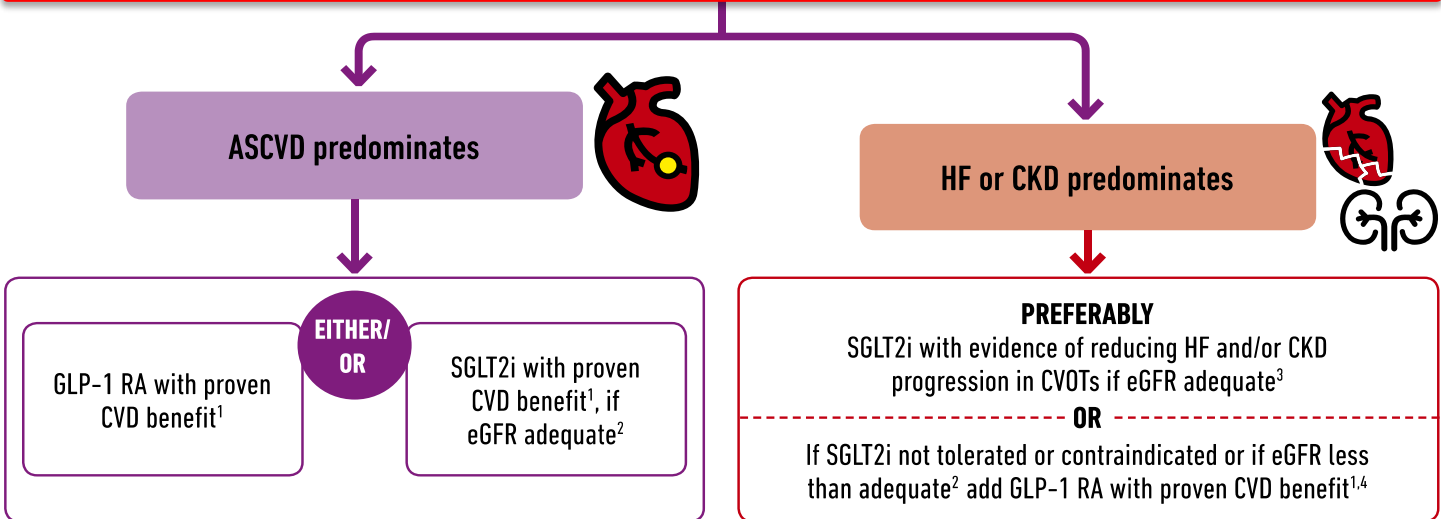 ASCVD predominates
HF or CKD predominates
EITHER/
OR
GLP-1 RA with proven
CVD benefit¹
SGLT2i with proven
CVD benefit¹, if
eGFR adequate²
PREFERABLY
SGLT2i with evidence of reducing HF and/or CKD
progression in CVOTs if eGFR adequate³
OR
If SGLT2i not tolerated or contraindicated or if eGFR less
than adequate² add GLP-1 RA with proven CVD benefit¹,⁴